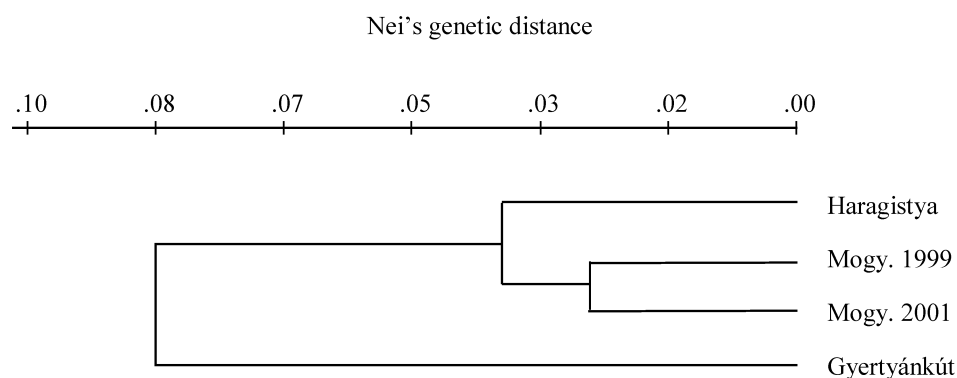 Nei's genetic distance
.10 .08 .07 .05 .03 .02 .00
Haragistya
Mogy. 1999
Mogy. 2001
Gyertyánkút